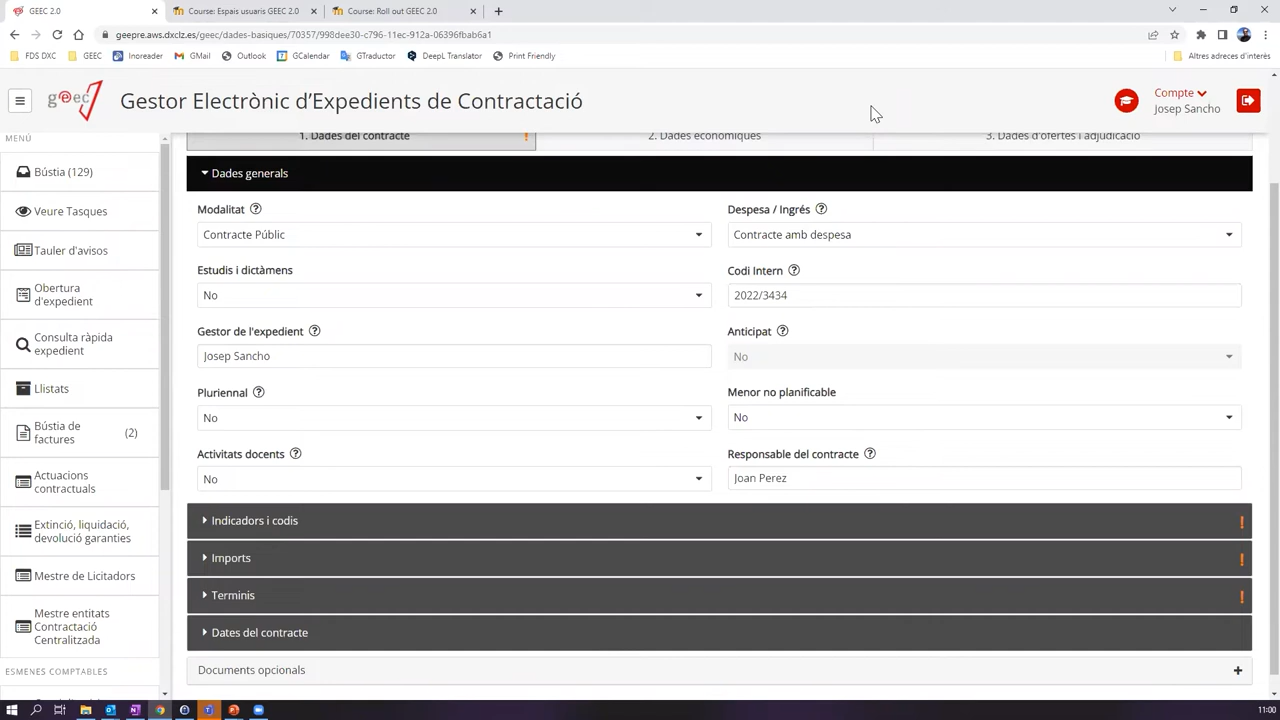 GEEC 2.0
Course: Espais usuaris GEEC 2.0
Course: Roll out GEEC 2.0
geepre.aws.dxclz.es/geec/dades-basiques/70357/998dee30-c796-11ec-912a-06396fbab6a1
FDS DXC
GEEC
Inoreader
GMail
Outlook
GCalendar
GTraductor
DeepL Translator
Print Friendly
Altres adreces d'interès
geec
Gestor Electrònic d'Expedients de Contractació
Compte
Josep Sancho
MENÚ
Bústia (129)
Veure Tasques
Tauler d'avisos
Obertura
d'expedient
Consulta ràpida
expedient
Llistats
Bústia de
factures
(2)
Actuacions
contractuals
Extinció, liquidació,
devolució garanties
Mestre de Licitadors
Mestre entitats
Contractació
Centralitzada
ESMENES COMPTABLES
1. Dades del contracte
2. Dades econòmiques
3. Dades d'ofertes i adjudicació
Dades generals
Modalitat
Despesa / Ingrés
Contracte Públic
Contracte amb despesa
Estudis i dictàmens
Codi Intern
No
2022/3434
Gestor de l'expedient
Anticipat
Josep Sancho
No
Pluriennal
Menor no planificable
No
No
Activitats docents
Responsable del contracte
No
Joan Perez
Indicadors i codis
Imports
Terminis
Dates del contracte
Documents opcionals
11:00